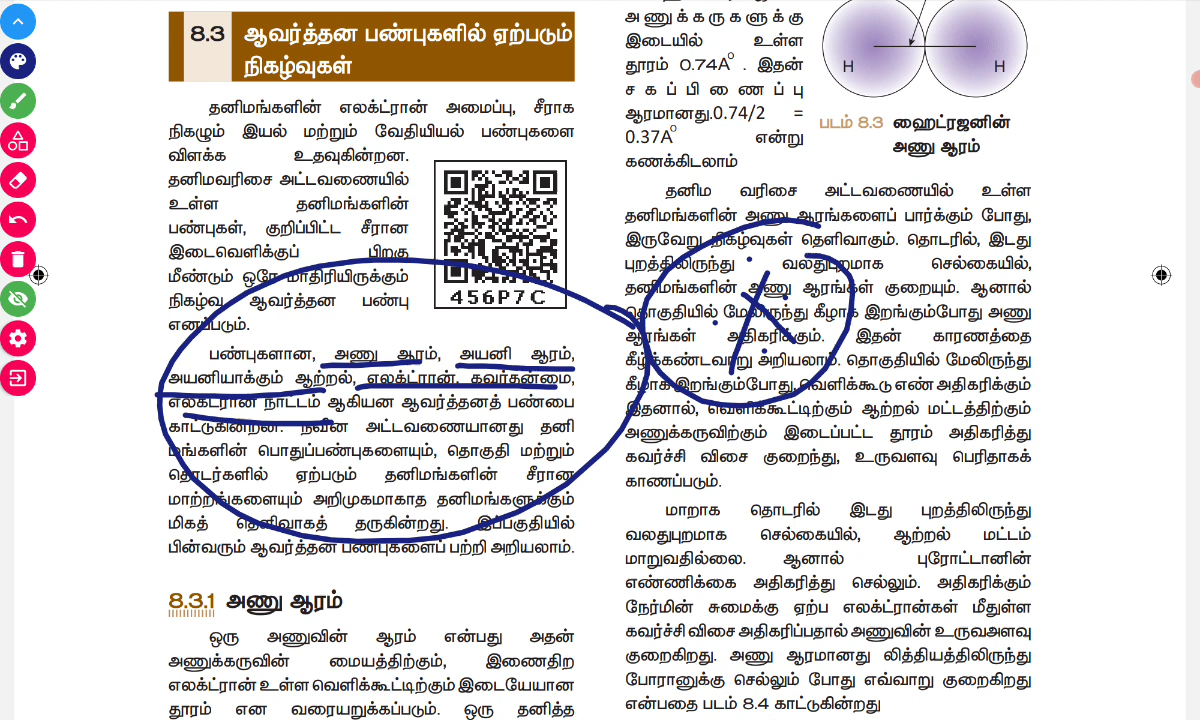 8.3 ஆவர்த்தன பண்புகளில் ஏற்படும்
நிகழ்வுகள்
தனிமங்களின் எலக்ட்ரான் அமைப்பு, சீராக
நிகழும் இயல் மற்றும் வேதியியல் பண்புகளை
விளக்க உதவுகின்றன.
தனிமவரிசை அட்டவணையில்
உள்ள தனிமங்களின்
பண்புகள், குறிப்பிட்ட சீரான
இடைவெளிக்குப் பிறகு
மீண்டும் ஒரே மாதிரியிருக்கும்
நிகழ்வு ஆவர்த்தன பண்பு
எனப்படும்.
456P7C
பண்புகளான, அணு ஆரம், அயனி ஆரம்,
அயனியாக்கும் ஆற்றல், எலக்ட்ரான் கவர்தன்மை,
எலக்ட்ரான் நாட்டம் ஆகியன ஆவர்த்தனத் பண்பை
காட்டுகின்றன. நவீன அட்டவணையானது தனி
மங்களின் பொதுப்பண்புகளையும், தொகுதி மற்றும்
தொடர்களில் ஏற்படும் தனிமங்களின் சீரான
மாற்றங்களையும் அறிமுகமாகாத தனிமங்களுக்கும்
மிகத் தெளிவாகத் தருகின்றது. இப்பகுதியில்
பின்வரும் ஆவர்த்தன பண்புகளைப் பற்றி அறியலாம்.
8.3.1 அணு ஆரம்
ஒரு அணுவின் ஆரம் என்பது அதன்
அணுக்கருவின் மையத்திற்கும், இணைதிற
எலக்ட்ரான் உள்ள வெளிக்கூட்டிற்கும் இடையேயான
தூரம் என வரையறுக்கப்படும். ஒரு தனித்த
அணுக்கருகளுக்கு
இடையில் உள்ள
தூரம் 0.74A° . இதன்
சகப்பிணைப்பு
ஆரமானது.0.74/2 =
0.37A° என்று
கணக்கிடலாம்
H H
படம் 8.3 ஹைட்ரஜனின்
அணு ஆரம்
தனிம வரிசை அட்டவணையில் உள்ள
தனிமங்களின் அணு ஆரங்களைப் பார்க்கும் போது,
இருவேறு நிகழ்வுகள் தெளிவாகும். தொடரில், இடது
புறத்திலிருந்து வலதுபுறமாக செல்கையில்,
தனிமங்களின் அணு ஆரங்கள் குறையும். ஆனால்
தொகுதியில் மேலிருந்து கீழாக இறங்கும்போது அணு
ஆரங்கள் அதிகரிக்கும். இதன் காரணத்தை
கீழ்க்கண்டவாறு அறியலாம். தொகுதியில் மேலிருந்து
கீழாக இறங்கும்போது, வெளிக்கூடு எண் அதிகரிக்கும்
இதனால், வெளிக்கூட்டிற்கும் ஆற்றல் மட்டத்திற்கும்
அணுக்கருவிற்கும் இடைப்பட்ட தூரம் அதிகரித்து
கவர்ச்சி விசை குறைந்து, உருவளவு பெரிதாகக்
காணப்படும்.
மாறாக தொடரில் இடது புறத்திலிருந்து
வலதுபுறமாக செல்கையில், ஆற்றல் மட்டம்
மாறுவதில்லை. ஆனால் புரோட்டானின்
எண்ணிக்கை அதிகரித்து செல்லும். அதிகரிக்கும்
நேர்மின் சுமைக்கு ஏற்ப எலக்ட்ரான்கள் மீதுள்ள
கவர்ச்சி விசை அதிகரிப்பதால் அணுவின் உருவஅளவு
குறைகிறது. அணு ஆரமானது லித்தியத்திலிருந்து
போரானுக்கு செல்லும் போது எவ்வாறு குறைகிறது
என்பதை படம் 8.4 காட்டுகின்றது